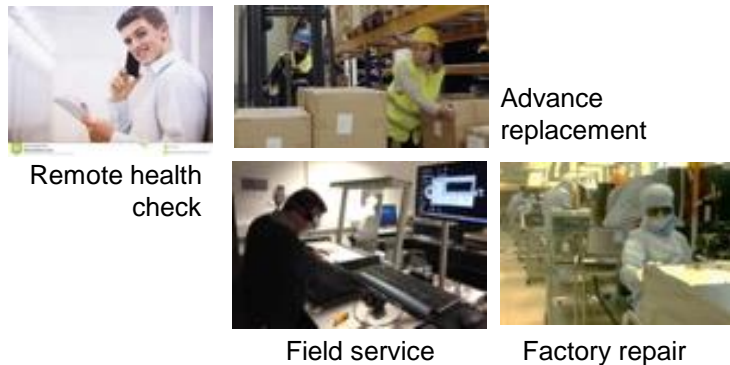 Advance
replacement
Remote health
check
Field service
Factory repair